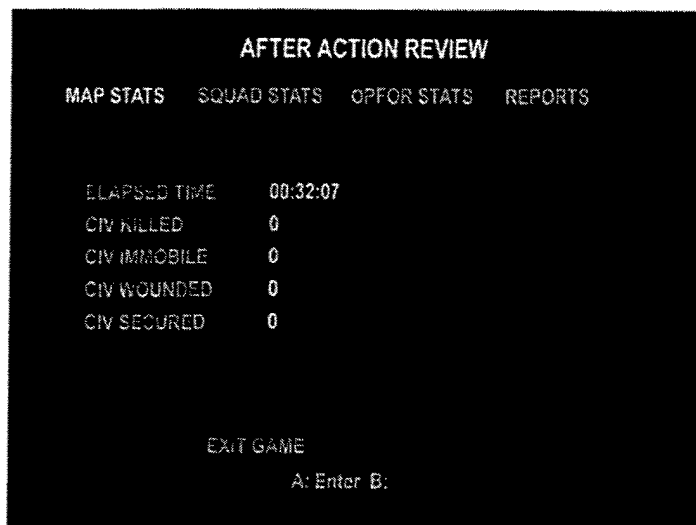 AFTER ACTION REVIEW
MAP STATS SQUAD STATS OPFOR STATS REPORTS
ELAPSED TIME 00:32:07
CIV KILLED 0
CIV IMMOBILE 0
CIV WOUNDED 0
CIV SECURED 0
EXIT GAME
A: Enter B: